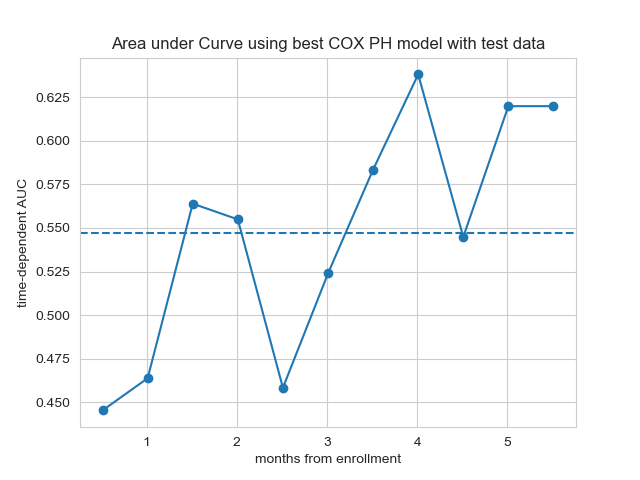 Area under Curve using best COX PH model with test data
time-dependent AUC
0.625
0.600
0.575
0.550
0.525
0.500
0.475
0.450
1 2 3 4 5
months from enrollment